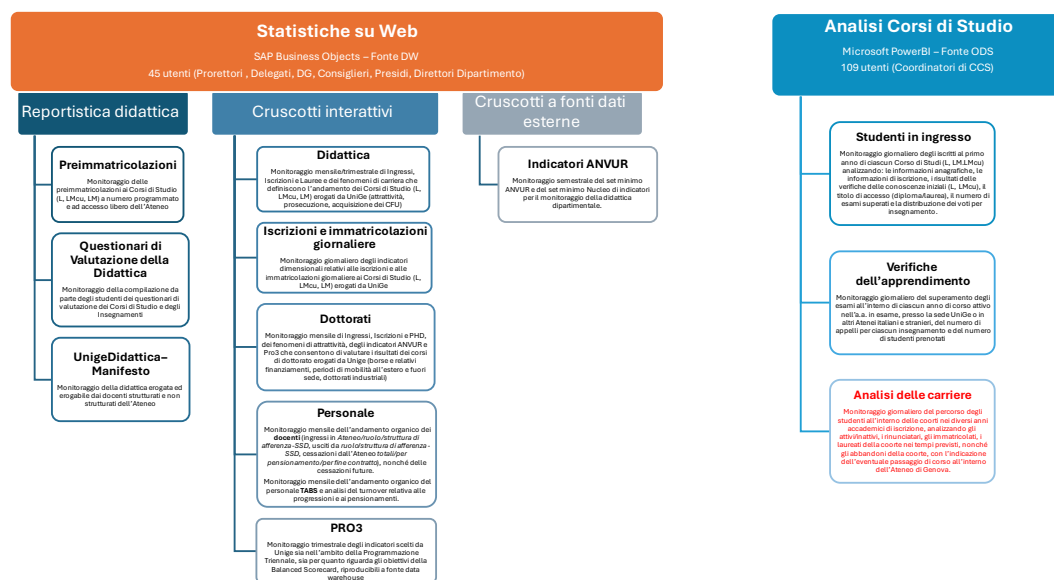 Statistiche su Web
SAP Business Objects – Fonte DW
45 utenti (Prorettori , Delegati, DG, Consiglieri, Presidi, Direttori Dipartimento)
Reportistica didattica
Preimmatricolazioni
Monitoraggio delle
preimmatricolazioni ai Corsi di Studio
(L, LMcu, LM) a numero programmato
e ad accesso libero dell'Ateneo
Questionari di
Valutazione della
Didattica
Monitoraggio della compilazione da
parte degli studenti dei questionari di
valutazione dei Corsi di Studio e degli
Insegnamenti
UnigeDidattica–
Manifesto
Monitoraggio della didattica erogata ed
erogabile dai docenti strutturati e non
strutturati dell'Ateneo
Cruscotti interattivi
Didattica
Monitoraggio mensile/trimestrale di Ingressi,
Iscrizioni e Lauree e dei fenomeni di carriera che
definiscono l'andamento dei Corsi di Studio (L,
LMcu, LM) erogati da UniGe (attrattività,
prosecuzione, acquisizione dei CFU)
Iscrizioni e immatricolazioni
giornaliere
Monitoraggio giornaliero degli indicatori
dimensionali relativi alle iscrizioni e alle
immatricolazioni giornaliere ai Corsi di Studio (L,
LMcu, LM) erogati da UniGe
Dottorati
Monitoraggio mensile di Ingressi, Iscrizioni e PHD,
dei fenomeni di attrattività, degli indicatori ANVUR e
Pro3 che consentono di valutare i risultati dei corsi
di dottorato erogati da Unige (borse e relativi
finanziamenti, periodi di mobilità all'estero e fuori
sede, dottorati industriali)
Personale
Monitoraggio mensile dell'andamento organico dei
docenti (ingressi in Ateneo/ruolo/struttura di
afferenza-SSD, usciti da ruolo/struttura di afferenza-
SSD, cessazioni dall'Ateneo totali/per
pensionamento/per fine contratto), nonché delle
cessazioni future.
Monitoraggio mensile dell'andamento organico del
personale TABS e analisi del turnover relativa alle
progressioni e ai pensionamenti.
PRO3
Monitoraggio trimestrale degli indicatori scelti da
Unige sia nell'ambito della Programmazione
Triennale, sia per quanto riguarda gli obiettivi della
Balanced Scorecard, riproducibili a fonte data
warehouse
Cruscotti a fonti dati
esterne
Indicatori ANVUR
Monitoraggio semestrale del set minimo
ANVUR e del set minimo Nucleo di indicatori
per il monitoraggio della didattica
dipartimentale.
Analisi Corsi di Studio
Microsoft PowerBI – Fonte ODS
109 utenti (Coordinatori di CCS)
Studenti in ingresso
Monitoraggio giornaliero degli iscritti al primo
anno di ciascun Corso di Studi (L, LM,LMcu)
analizzando: le informazioni anagrafiche, le
informazioni di iscrizione, i risultati delle
verifiche delle conoscenze iniziali (L, LMcu), il
titolo di accesso (diploma/laurea), il numero di
esami superati e la distribuzione dei voti per
insegnamento.
Verifiche
dell'apprendimento
Monitoraggio giornaliero del superamento degli
esami all'interno di ciascun anno di corso attivo
nell'a.a. in esame, presso la sede UniGe o in
altri Atenei italiani e stranieri, del numero di
appelli per ciascun insegnamento e del numero
di studenti prenotati
Analisi delle carriere
Monitoraggio giornaliero del percorso degli
studenti all'interno delle coorti nei diversi anni
accademici di iscrizione, analizzando gli
attivi/inattivi, i rinunciatari, gli immatricolati, i
laureati della coorte nei tempi previsti, nonché
gli abbandoni della coorte, con l'indicazione
dell'eventuale passaggio di corso all'interno
dell'Ateneo di Genova.